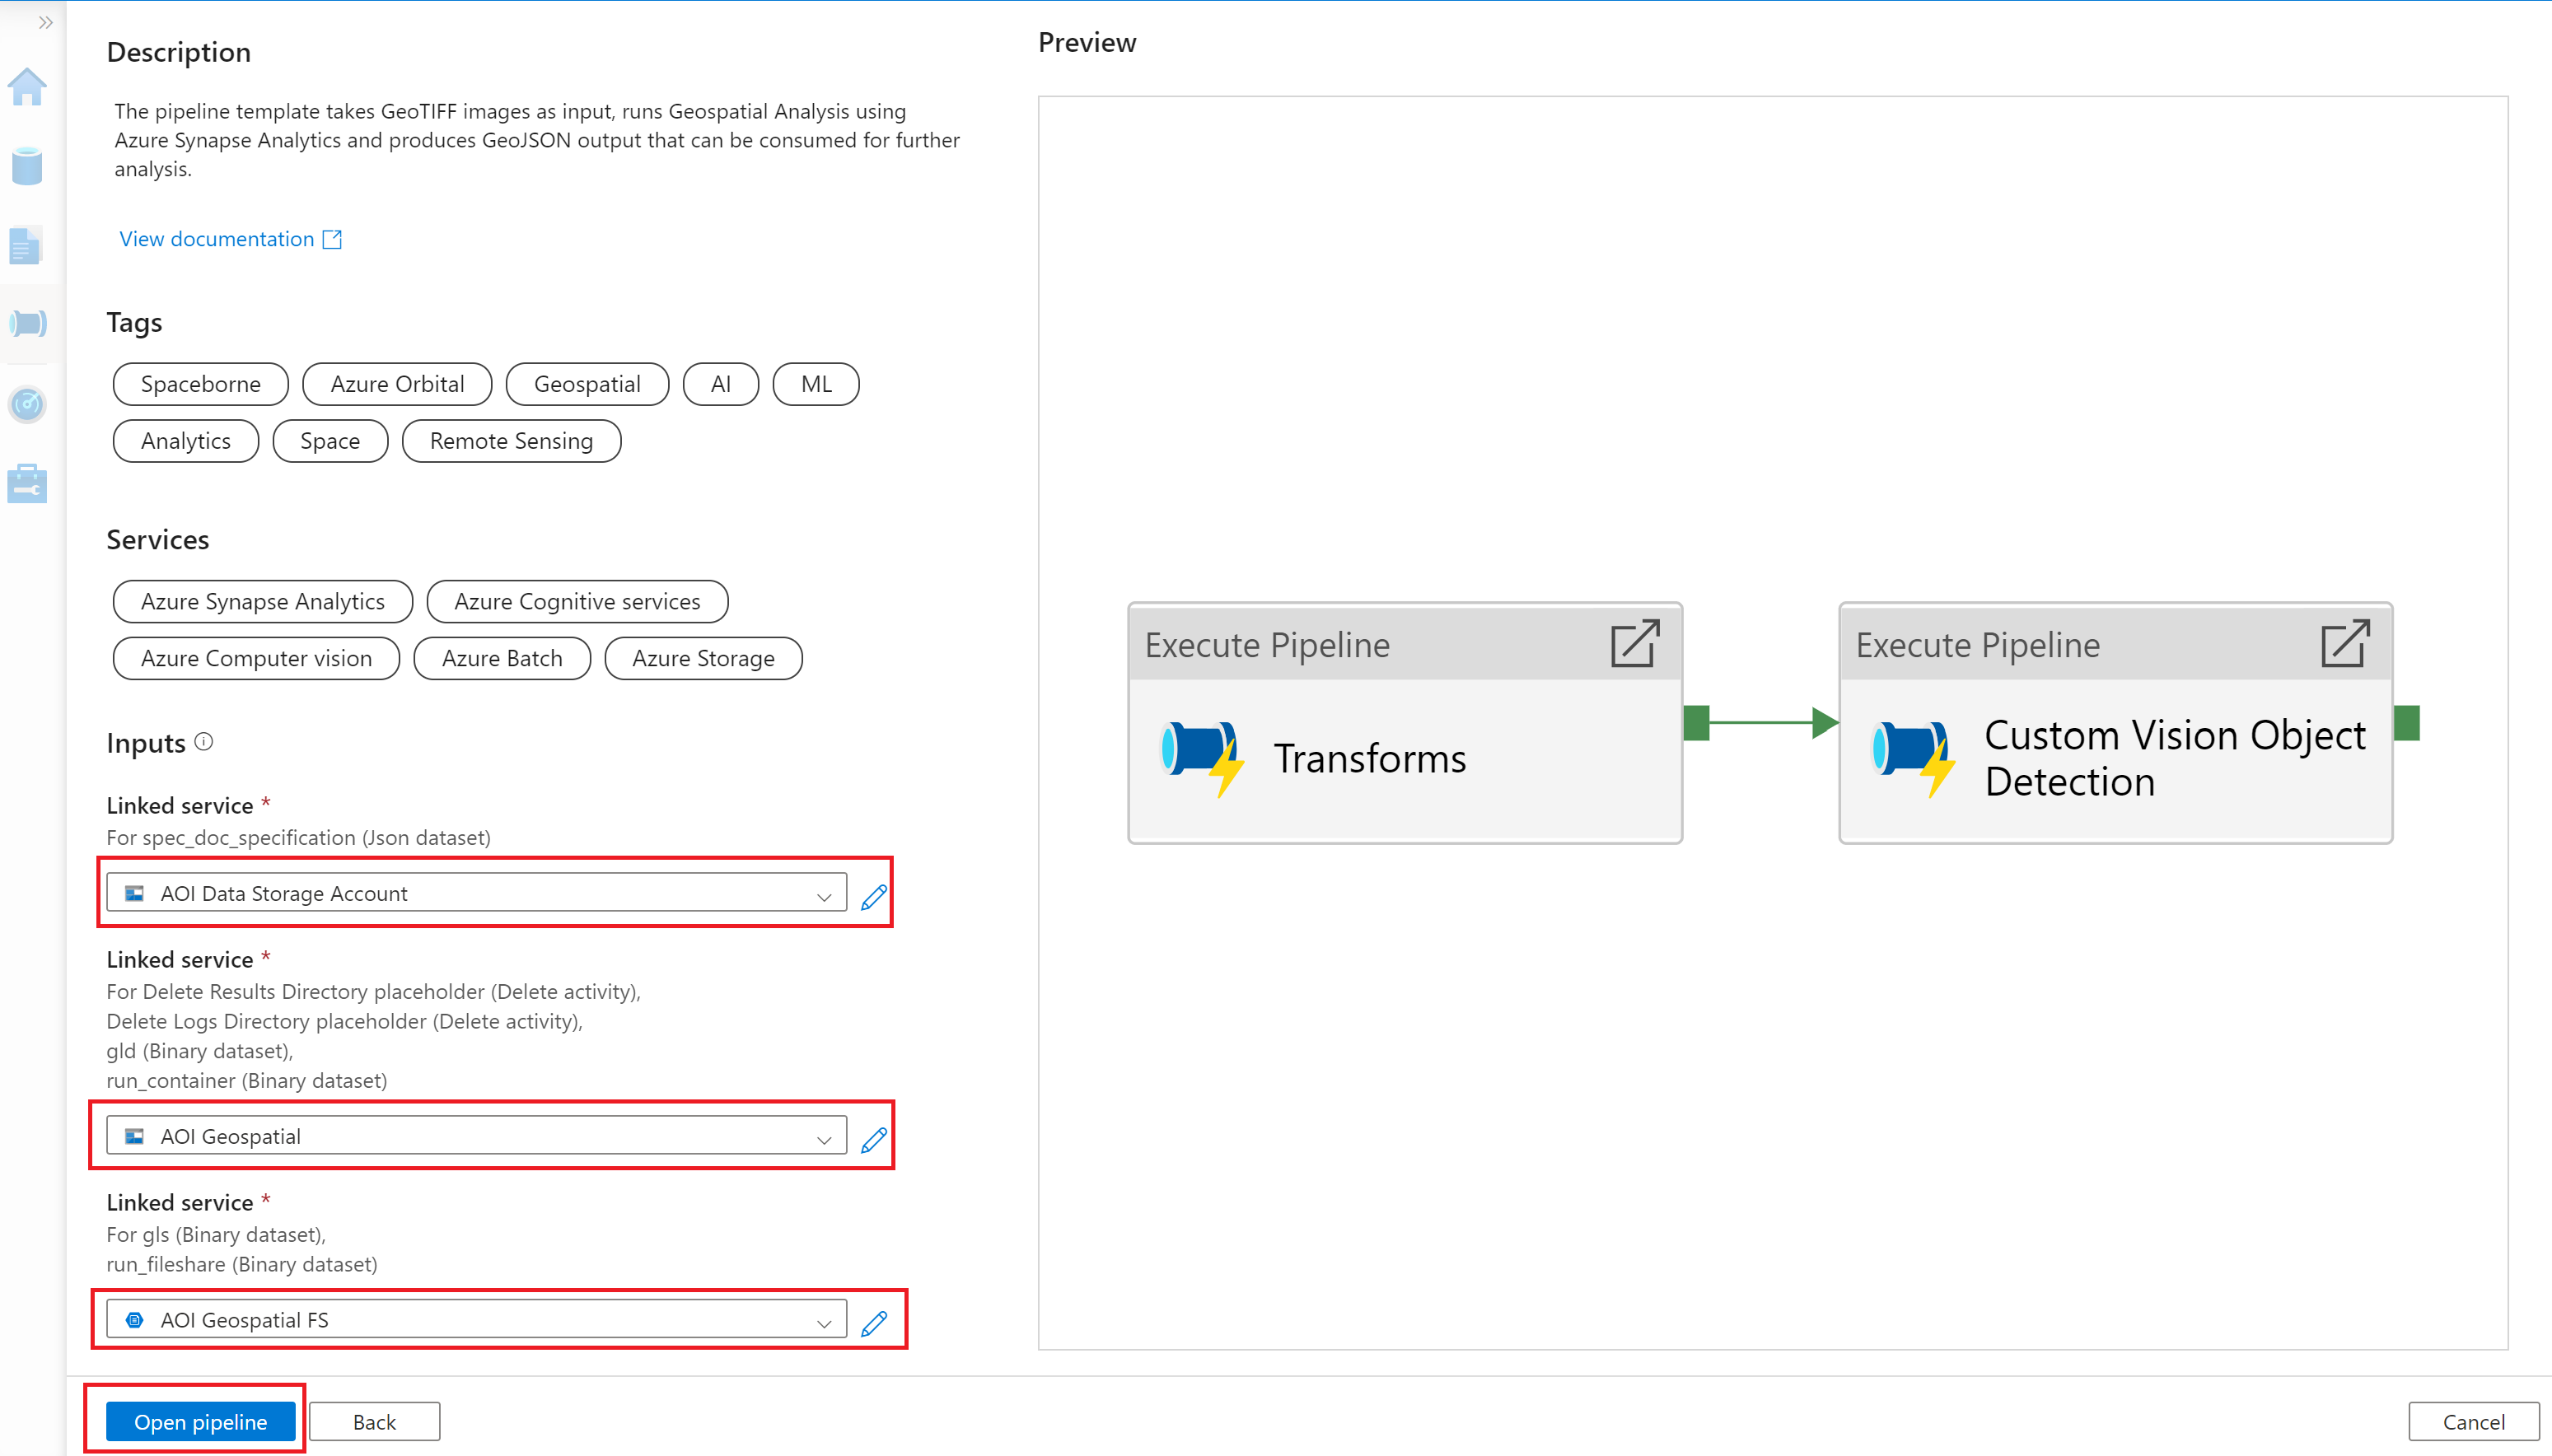 Description
The pipeline template takes GeoTIFF images as input, runs Geospatial Analysis using
Azure Synapse Analytics and produces GeoJSON output that can be consumed for further
analysis.
View documentation
Tags
Spaceborne
Azure Orbital
Geospatial
AI
ML
Analytics
Space
Remote Sensing
Services
Azure Synapse Analytics
Azure Cognitive services
Azure Computer vision
Azure Batch
Azure Storage
Inputs
Linked service *
For spec_doc_specification (Json dataset)
AOI Data Storage Account
Linked service *
For Delete Results Directory placeholder (Delete activity),
Delete Logs Directory placeholder (Delete activity),
gld (Binary dataset),
run_container (Binary dataset)
AOI Geospatial
Linked service *
For gls (Binary dataset),
run_fileshare (Binary dataset)
AOI Geospatial FS
Open pipeline
Back
Preview
Execute Pipeline
Transforms
Execute Pipeline
Custom Vision Object
Detection
Cancel